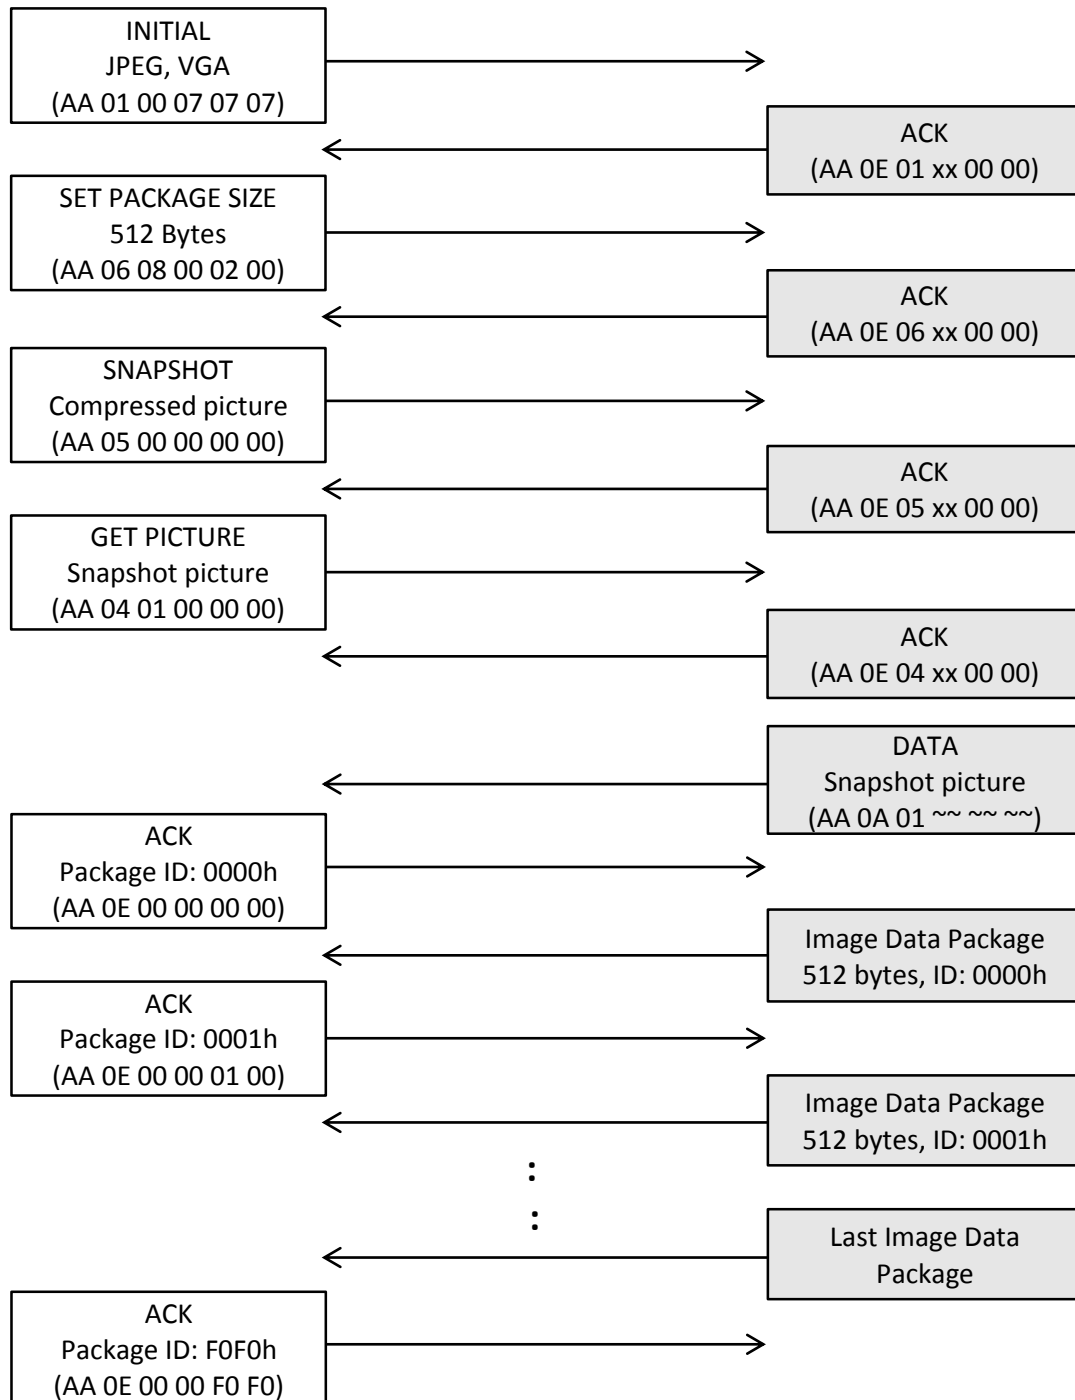 INITIAL
JPEG, VGA
(AA 01 00 07 07 07)
ACK
(AA 0E 01 xx 00 00)
SET PACKAGE SIZE
512 Bytes
(AA 06 08 00 02 00)
ACK
(AA 0E 06 xx 00 00)
SNAPSHOT
Compressed picture
(AA 05 00 00 00 00)
ACK
(AA 0E 05 xx 00 00)
GET PICTURE
Snapshot picture
(AA 04 01 00 00 00)
ACK
(AA 0E 04 xx 00 00)
DATA
Snapshot picture
(AA 0A 01 ~~ ~~ ~~)
ACK
Package ID: 0000h
(AA 0E 00 00 00 00)
Image Data Package
512 bytes, ID: 0000h
ACK
Package ID: 0001h
(AA 0E 00 00 01 00)
Image Data Package
512 bytes, ID: 0001h
:
:
Last Image Data
Package
ACK
Package ID: F0F0h
(AA 0E 00 00 F0 F0)